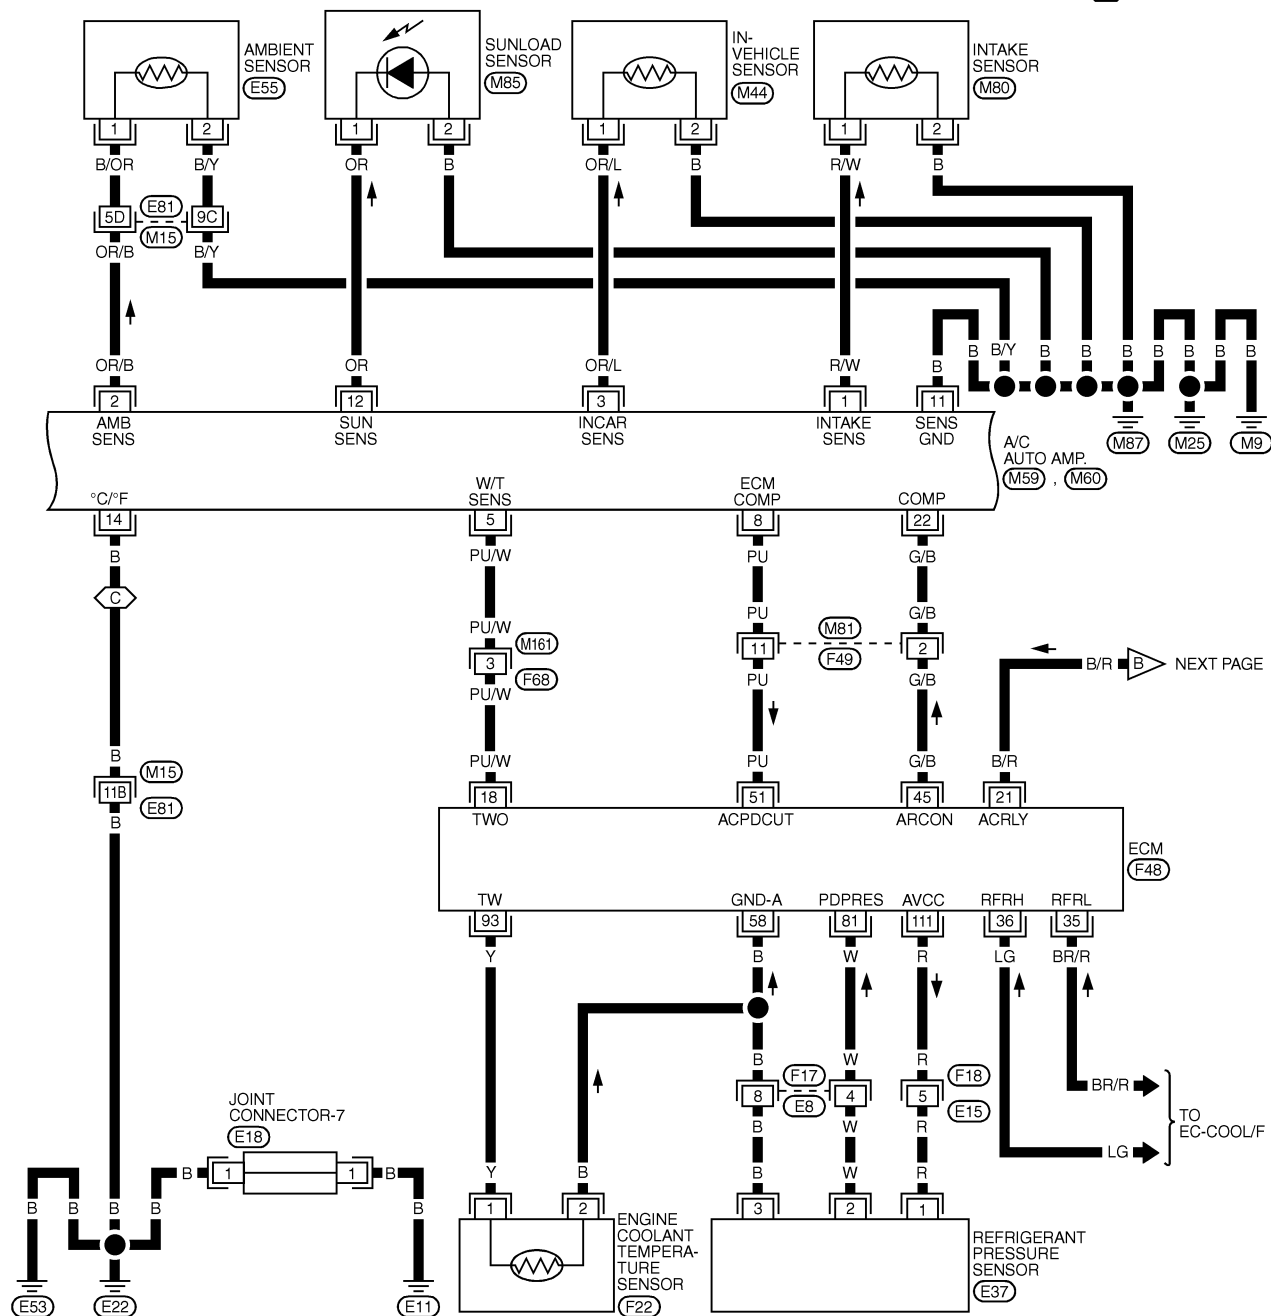 AMBIENT
SENSOR
E55
SUNLOAD
SENSOR
M85
IN-
VEHICLE
SENSOR
M44
INTAKE
SENSOR
M80
1 2 1 2 1 2 1 2
B/OR B/Y OR B OR/L B R/W B
5D E81 9C
M15
OR/B B/Y
B B/Y B B B B B B B
OR/B OR OR/L R/W B
2 12 3 1 11
AMB
SENS
SUN
SENS
INCAR
SENS
INTAKE
SENS
SENS
GND
M87 M25 M9
A/C
AUTO AMP.
M59 , M60
°C/°F
W/T
SENS
ECM
COMP
COMP
14 5 8 22
B PU/W PU G/B
C
PU/W PU G/B
M161
3
F68
M81
11 2
F49
PU/W PU G/B
B/R B NEXT PAGE
B PU/W PU G/B B/R
M15
11B
E81
B
18 51 45 21
TWO ACPDCUT ARCON ACRLY
ECM
F48
TW GND-A PDPRES AVCC RFRH RFRL
93 58 81 111 36 35
Y B W R LG BR/R
B W R
F17
8 4
E8
F18
5
E15
B W R
BR/R
LG
TO
EC-COOL/F
JOINT
CONNECTOR-7
E18
B 1 1 B
B B B B B
Y B B W R
1 2 3 2 1
ENGINE
COOLANT
TEMPERA-
TURE
SENSOR
F22
REFRIGERANT
PRESSURE
SENSOR
E37
E53 E22 E11